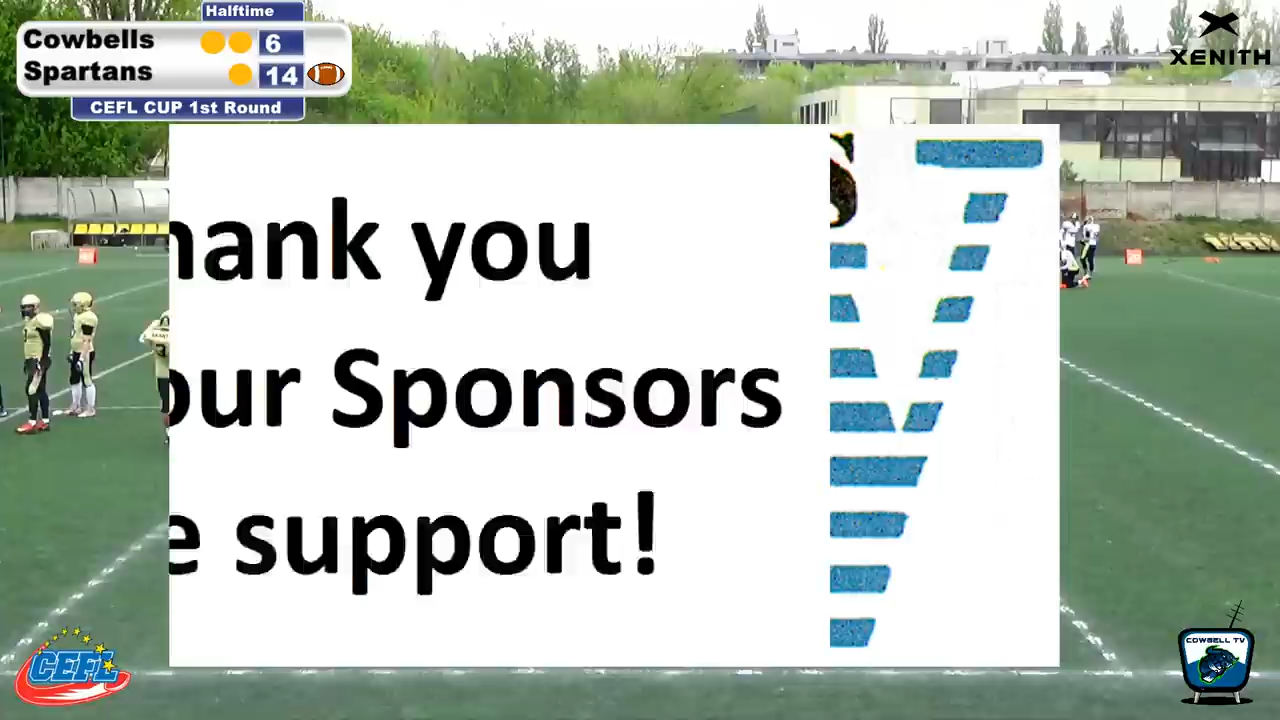 Halftime
Cowbells 6
Spartans 14
CEFL CUP 1st Round
XENITH
hank you
our Sponsors
e support!
CEFL
COWBELL TV